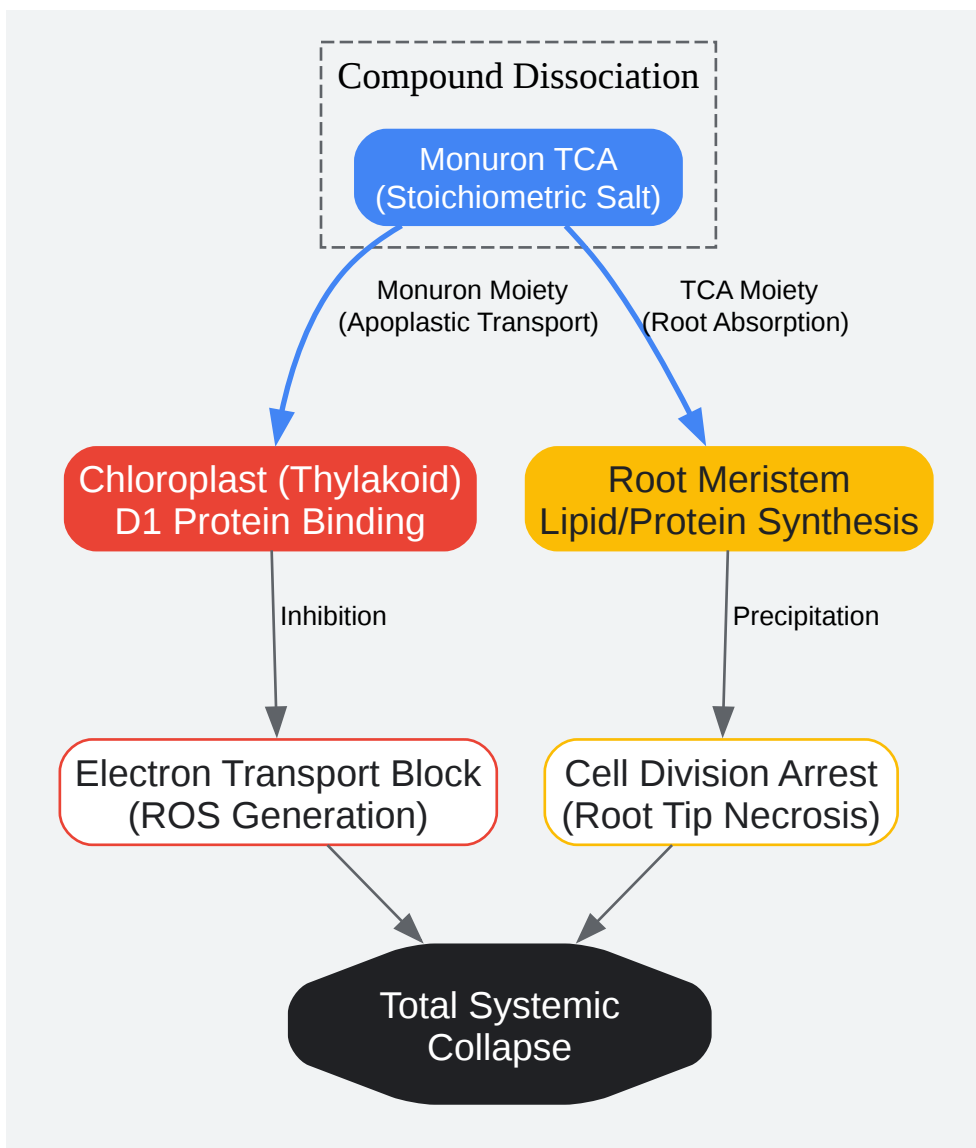 Compound Dissociation
Monuron TCA
(Stoichiometric Salt)
Monuron Moiety
(Apoplastic Transport)
TCA Moiety
(Root Absorption)
Chloroplast (Thylakoid)
D1 Protein Binding
Root Meristem
Lipid/Protein Synthesis
Inhibition
Precipitation
Electron Transport Block
(ROS Generation)
Cell Division Arrest
(Root Tip Necrosis)
Total Systemic
Collapse